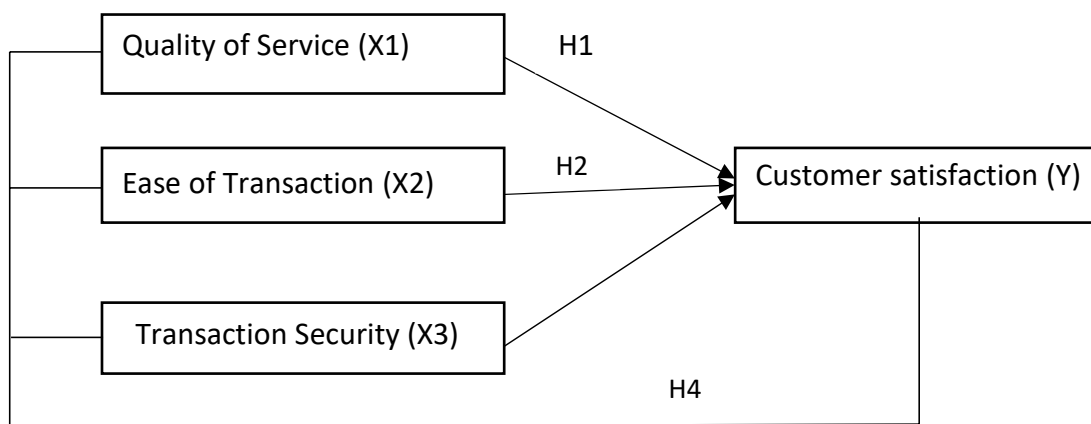 Quality of Service (X1)
H1
Ease of Transaction (X2)
H2
Customer satisfaction (Y)
Transaction Security (X3)
H4